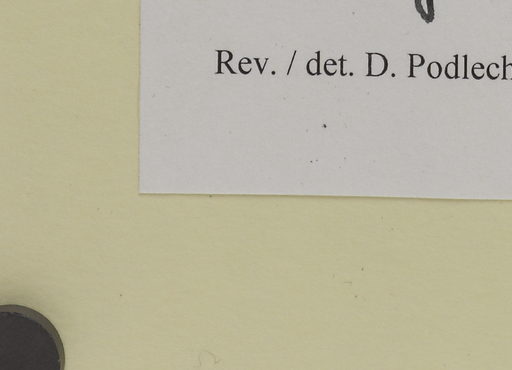 Rev. / det. D. Podlech